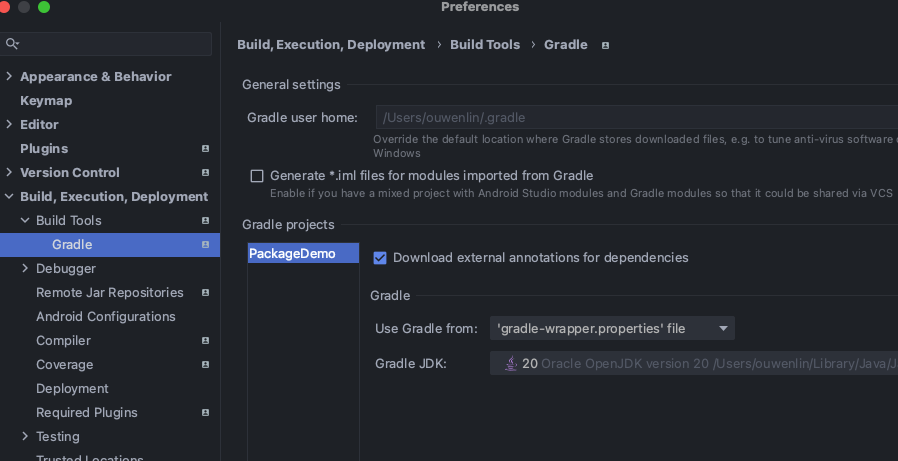 Preferences
Build, Execution, Deployment › Build Tools › Gradle
Appearance & Behavior
Keymap
Editor
Plugins
Version Control
Build, Execution, Deployment
Build Tools
Gradle
Debugger
Remote Jar Repositories
Android Configurations
Compiler
Coverage
Deployment
Required Plugins
Testing
Trusted Locations
General settings
Gradle user home: /Users/ouwenlin/.gradle
Override the default location where Gradle stores downloaded files, e.g. to tune anti-virus software
Windows
Generate *.iml files for modules imported from Gradle
Enable if you have a mixed project with Android Studio modules and Gradle modules so that it could be shared via VCS
Gradle projects
PackageDemo
Download external annotations for dependencies
Gradle
Use Gradle from: 'gradle-wrapper.properties' file
Gradle JDK: 20 Oracle OpenJDK version 20 /Users/ouwenlin/Library/Java/J